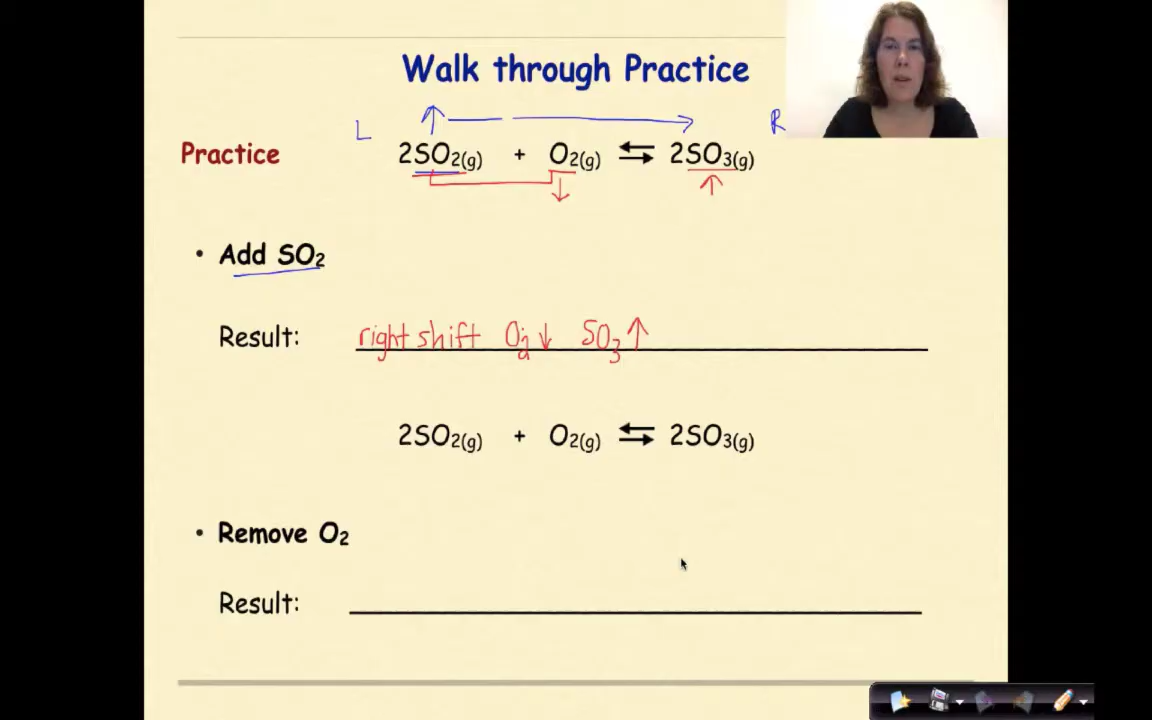 Walk through Practice
L R
Practice 2SO2(g) + O2(g) ⇆ 2SO3(g)
• Add SO2
Result: right shift O2↓ SO3↑
2SO2(g) + O2(g) ⇆ 2SO3(g)
• Remove O2
Result: